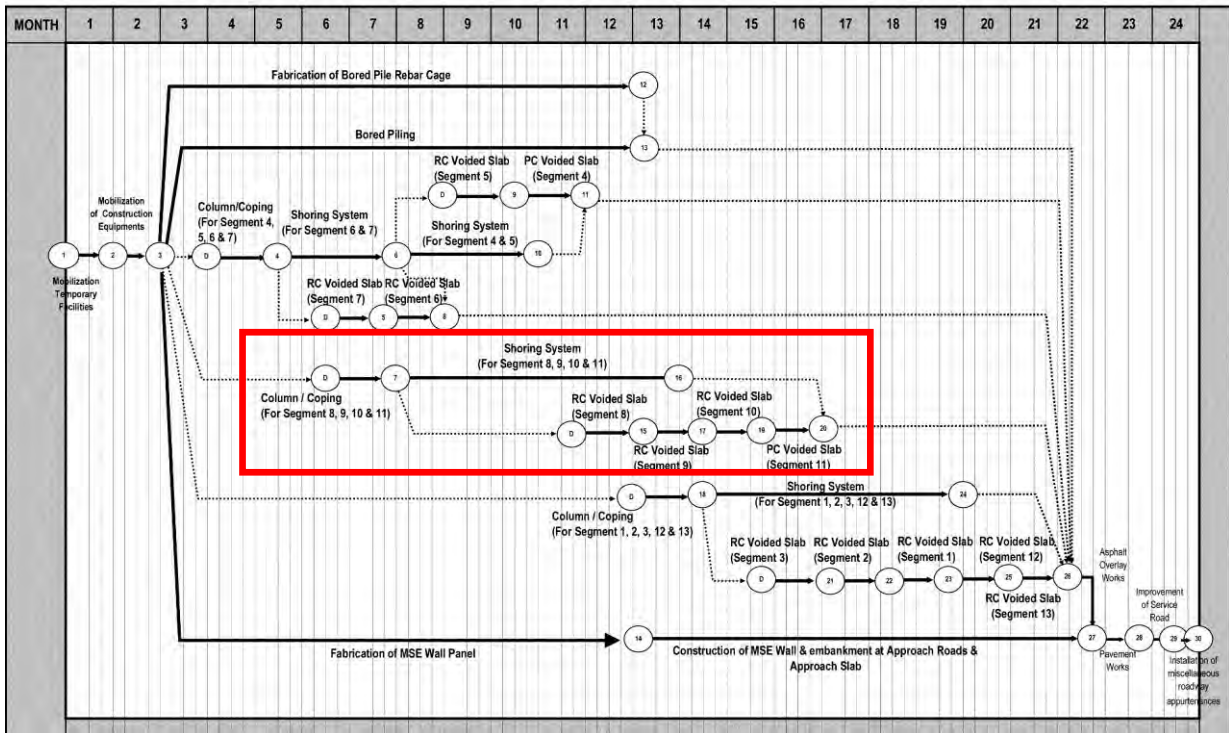 MONTH 1 2 3 4 5 6 7 8 9 10 11 12 13 14 15 16 17 18 19 20 21 22 23 24
Fabrication of Bored Pile Rebar Cage
12
Bored Piling
13
RC Voided Slab
(Segment 5)
PC Voided Slab
(Segment 4)
D 9 11
Mobilization
of Construction
Equipments
Column/Coping
(For Segment 4,
5, 6 & 7)
Shoring System
(For Segment 6 & 7)
Shoring System
(For Segment 4 & 5)
1 2 3 D 4 6 10
Mobilization
Temporary
Facilities
RC Voided Slab
(Segment 7)
RC Voided Slab
(Segment 6)
D 5 8
Shoring System
(For Segment 8, 9, 10 & 11)
D 7 16
Column / Coping
(For Segment 8, 9, 10 & 11)
RC Voided Slab
(Segment 8)
RC Voided Slab
(Segment 10)
D 15 17 19 20
RC Voided Slab
(Segment 9)
PC Voided Slab
(Segment 11)
Shoring System
(For Segment 1, 2, 3, 12 & 13)
D 18 24
Column / Coping
(For Segment 1, 2, 3, 12 & 13)
RC Voided Slab
(Segment 3)
RC Voided Slab
(Segment 2)
RC Voided Slab
(Segment 1)
RC Voided Slab
(Segment 12)
D 21 22 23 25 26
RC Voided Slab
(Segment 13)
Asphalt
Overlay
Works
Improvement
of Service
Road
14 27 28 29 30
Fabrication of MSE Wall Panel
Construction of MSE Wall & embankment at Approach Roads &
Approach Slab
Pavement
Works
Installation of
miscellaneous
roadway
appurtenances